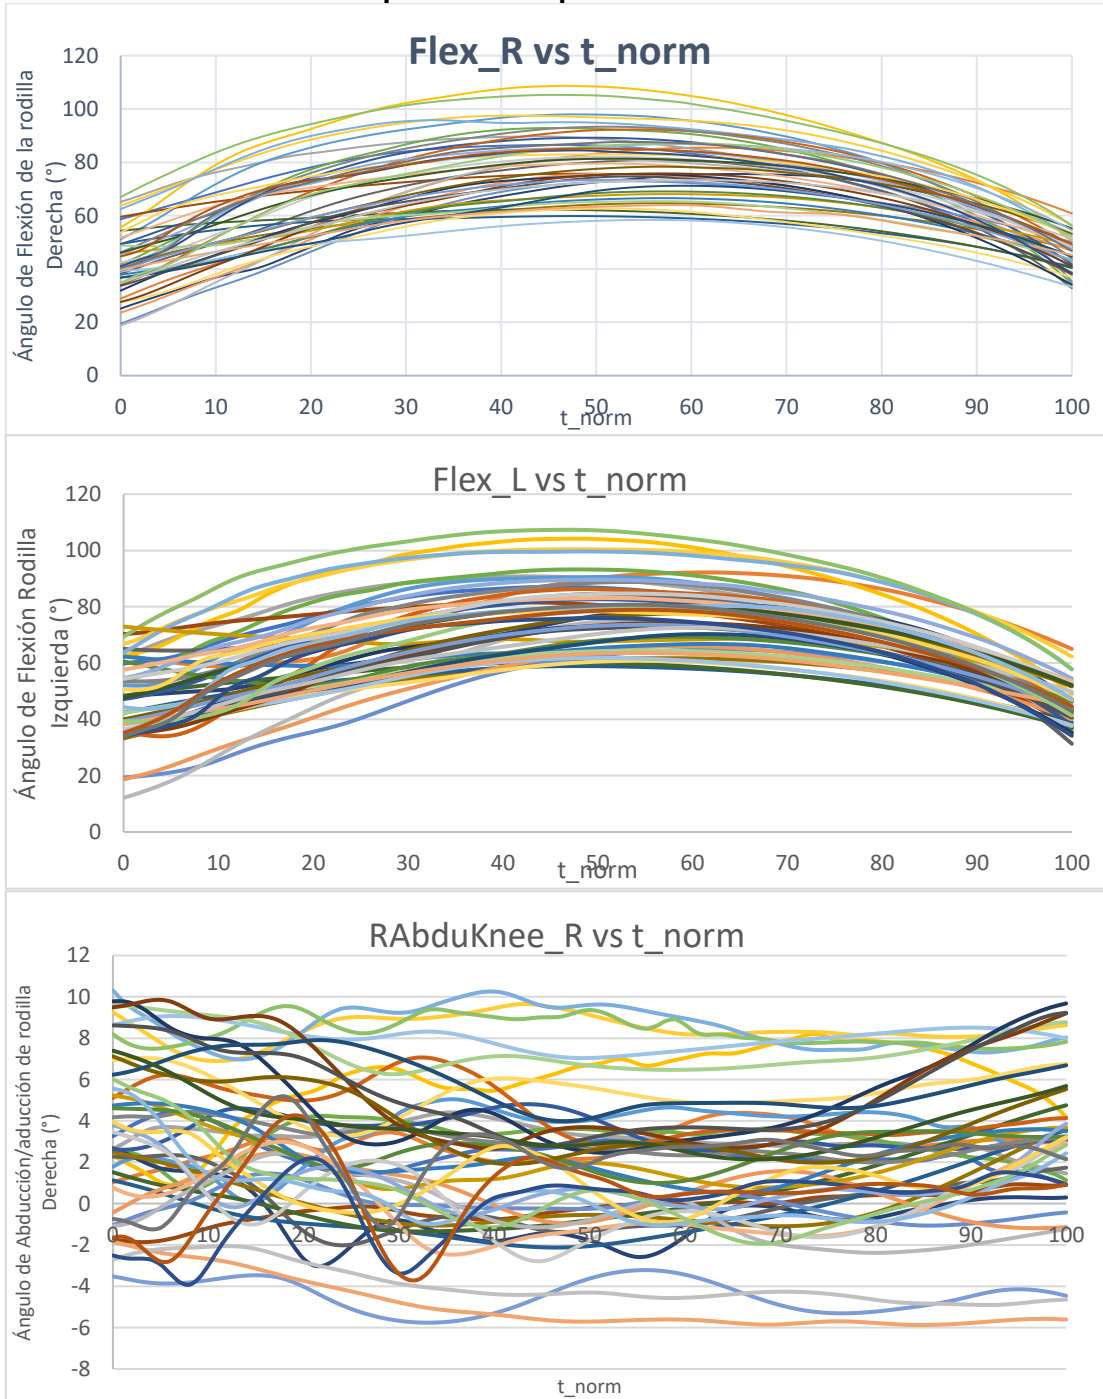 Flex_R vs t_norm
Ángulo de Flexión de la rodilla
Derecha (°)
120
100
80
60
40
20
0
0 10 20 30 40 50 60 70 80 90 100
t_norm
Flex_L vs t_norm
Ángulo de Flexión Rodilla
Izquierda (°)
120
100
80
60
40
20
0
0 10 20 30 40 50 60 70 80 90 100
t_norm
RAbduKnee_R vs t_norm
Ángulo de Abducción/aducción de rodilla
Derecha (°)
12
10
8
6
4
2
0
-2
-4
-6
-8
0 10 20 30 40 50 60 70 80 90 100
t_norm